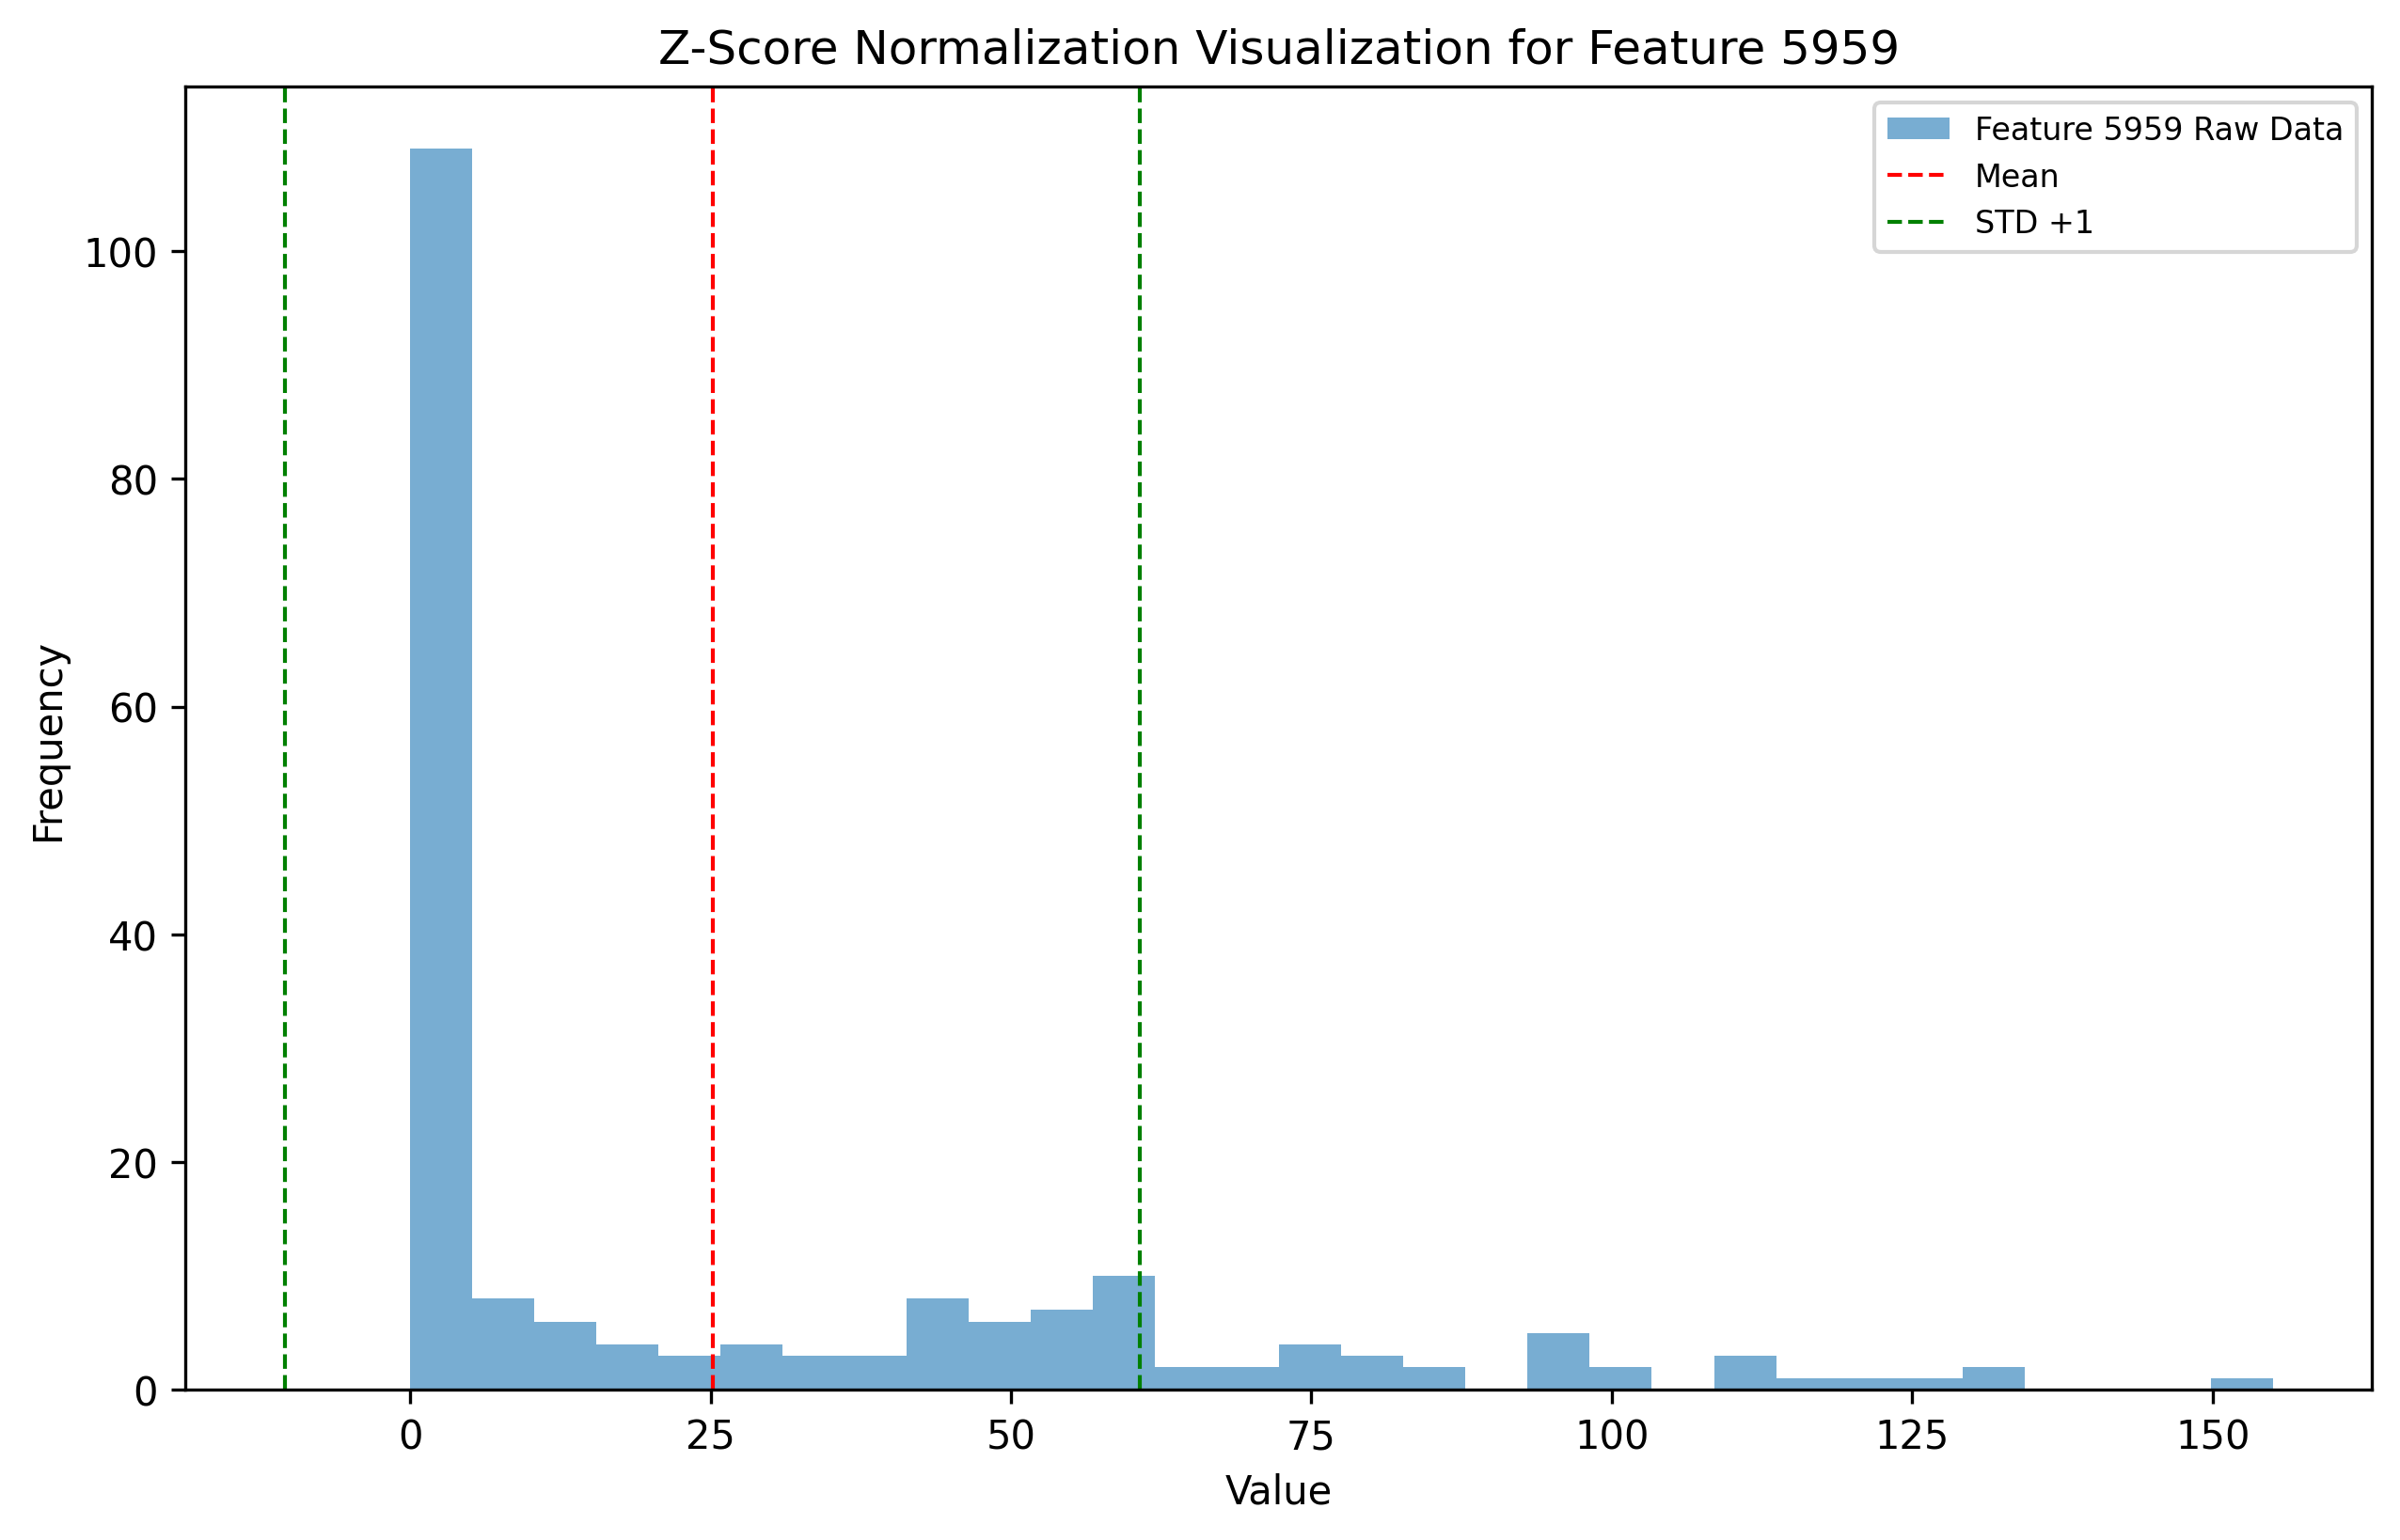 Z-Score Normalization Visualization for Feature 5959
Feature 5959 Raw Data
Mean
STD +1
Frequency
100
80
60
40
20
0
0 25 50 75 100 125 150
Value